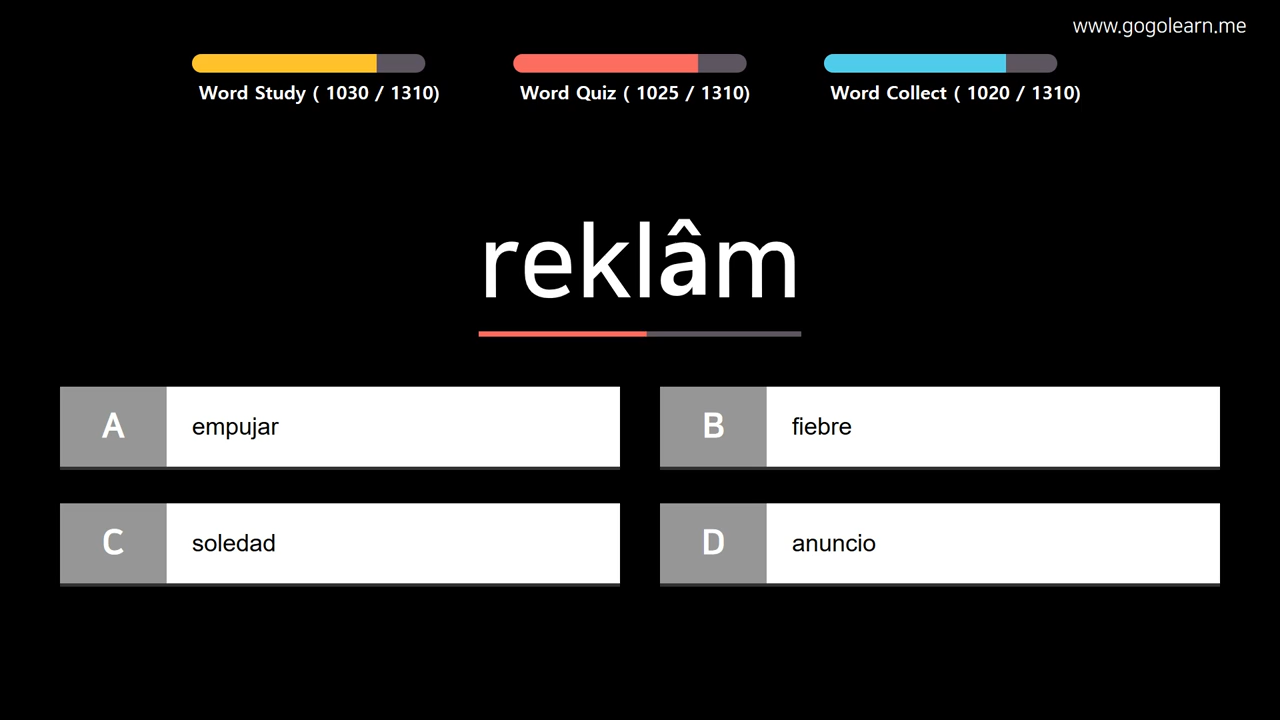 www.gogolearn.me
Word Study ( 1030 / 1310)
Word Quiz ( 1025 / 1310)
Word Collect ( 1020 / 1310)
reklâm
A empujar
B fiebre
C soledad
D anuncio